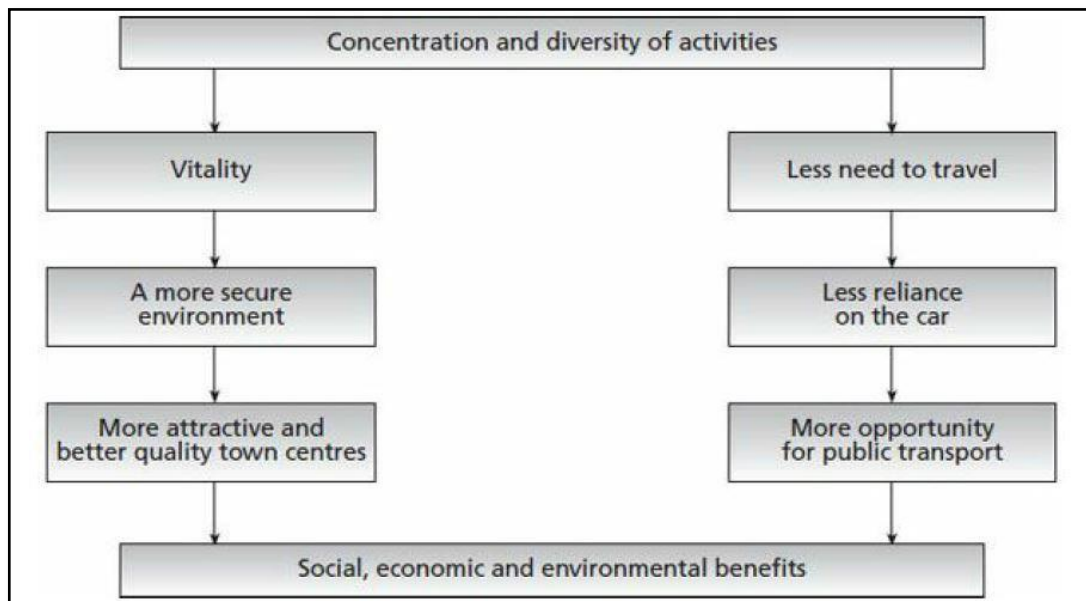 Concentration and diversity of activities
Vitality
Less need to travel
A more secure
environment
Less reliance
on the car
More attractive and
better quality town centres
More opportunity
for public transport
Social, economic and environmental benefits